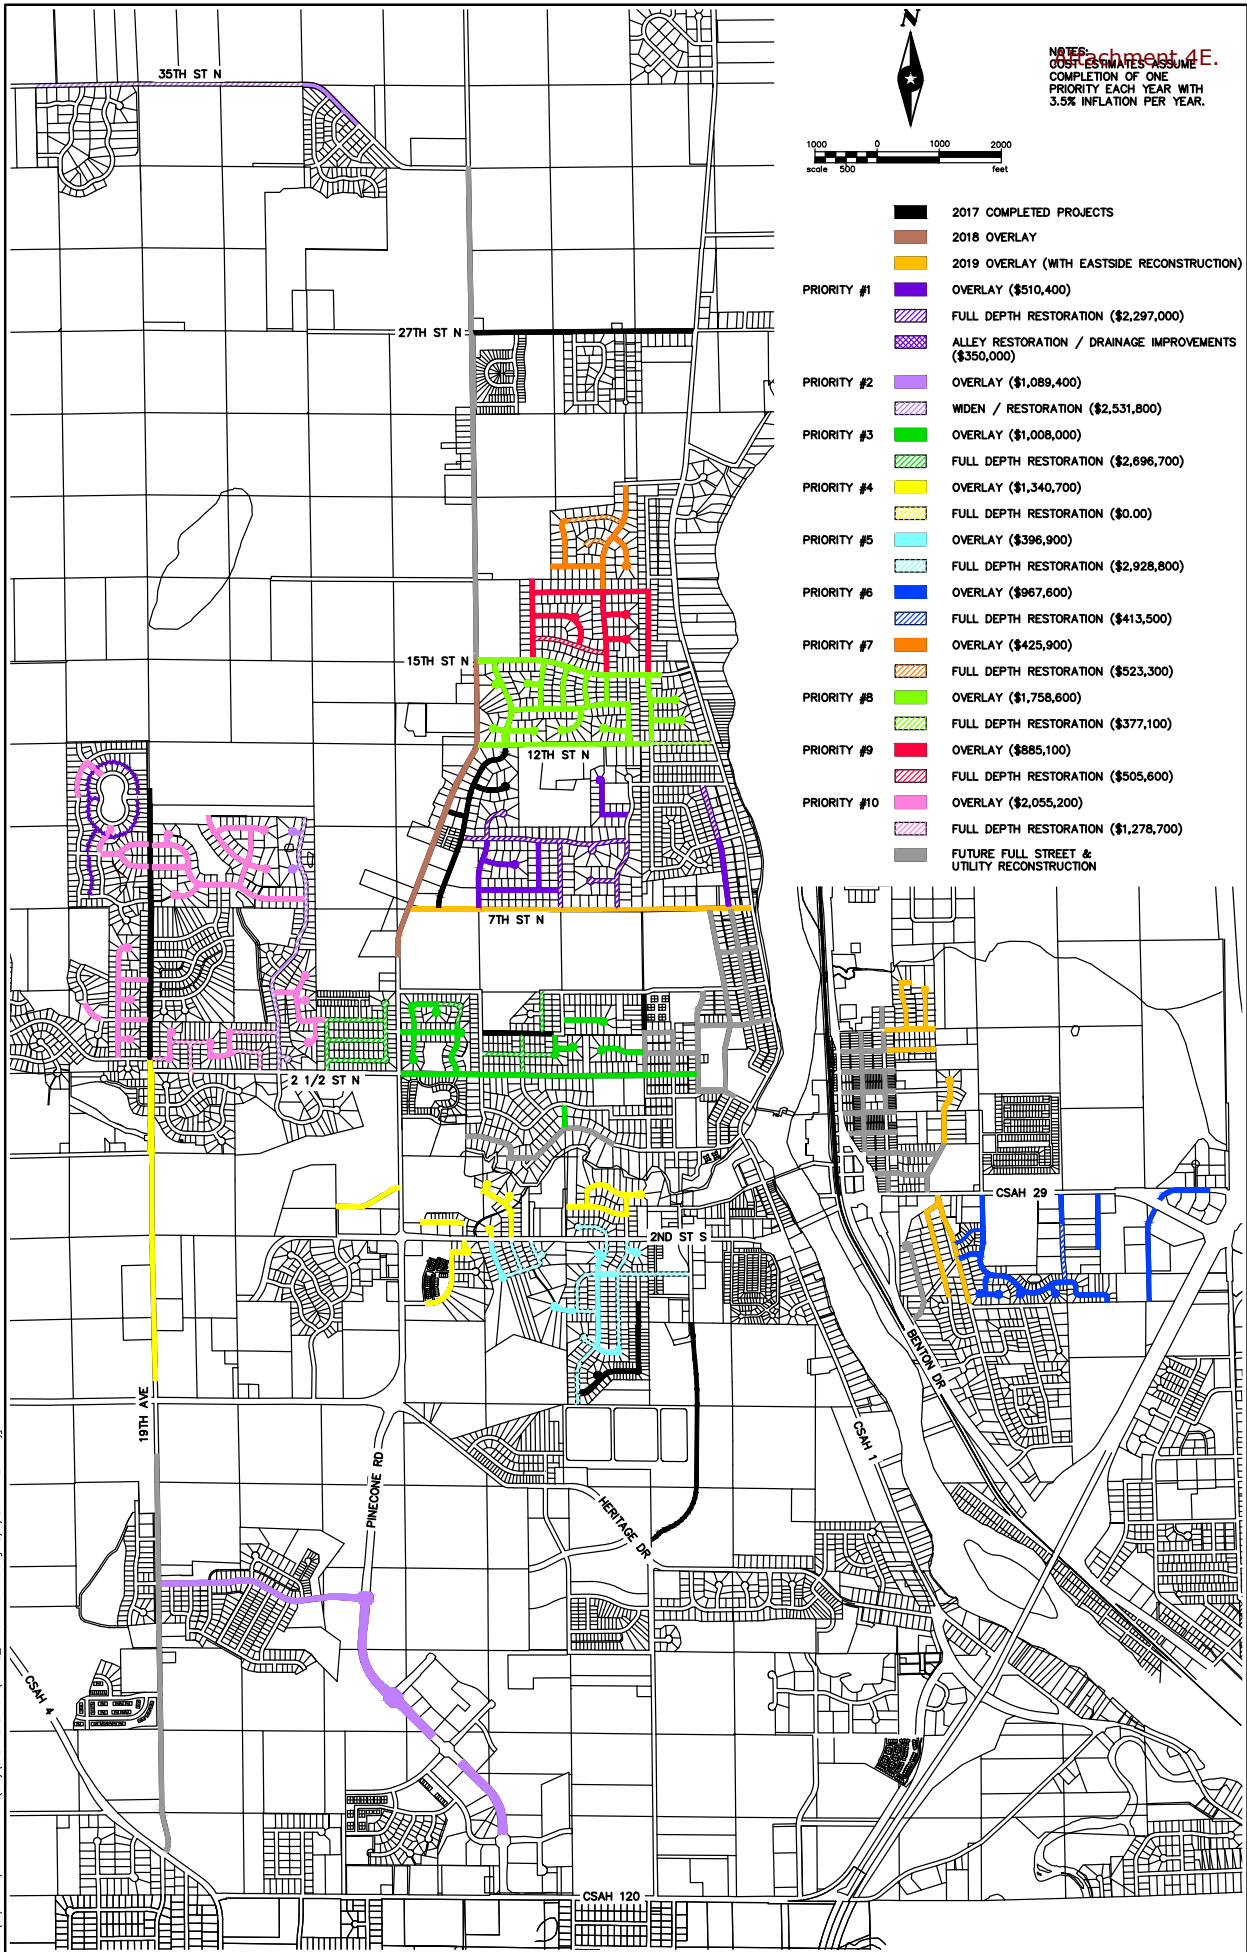 N
Attachment 4E.
NOTES:
COST ESTIMATES ASSUME
COMPLETION OF ONE
PRIORITY EACH YEAR WITH
3.5% INFLATION PER YEAR.
1000 0 1000 2000
scale 500 feet
2017 COMPLETED PROJECTS
2018 OVERLAY
2019 OVERLAY (WITH EASTSIDE RECONSTRUCTION)
PRIORITY #1 OVERLAY ($510,400)
FULL DEPTH RESTORATION ($2,297,000)
ALLEY RESTORATION / DRAINAGE IMPROVEMENTS
($350,000)
PRIORITY #2 OVERLAY ($1,089,400)
WIDEN / RESTORATION ($2,531,800)
PRIORITY #3 OVERLAY ($1,008,000)
FULL DEPTH RESTORATION ($2,696,700)
PRIORITY #4 OVERLAY ($1,340,700)
FULL DEPTH RESTORATION ($0.00)
PRIORITY #5 OVERLAY ($396,900)
FULL DEPTH RESTORATION ($2,928,800)
PRIORITY #6 OVERLAY ($967,600)
FULL DEPTH RESTORATION ($413,500)
PRIORITY #7 OVERLAY ($425,900)
FULL DEPTH RESTORATION ($523,300)
PRIORITY #8 OVERLAY ($1,758,600)
FULL DEPTH RESTORATION ($377,100)
PRIORITY #9 OVERLAY ($885,100)
FULL DEPTH RESTORATION ($505,600)
PRIORITY #10 OVERLAY ($2,055,200)
FULL DEPTH RESTORATION ($1,278,700)
FUTURE FULL STREET &
UTILITY RECONSTRUCTION
35TH ST N
27TH ST N
15TH ST N
12TH ST N
7TH ST N
2 1/2 ST N
CSAH 29
2ND ST S
BENTON DR
19TH AVE
CSAH 1
PINECONE RD
HERITAGE DR
CSAH 4
CSAH 120